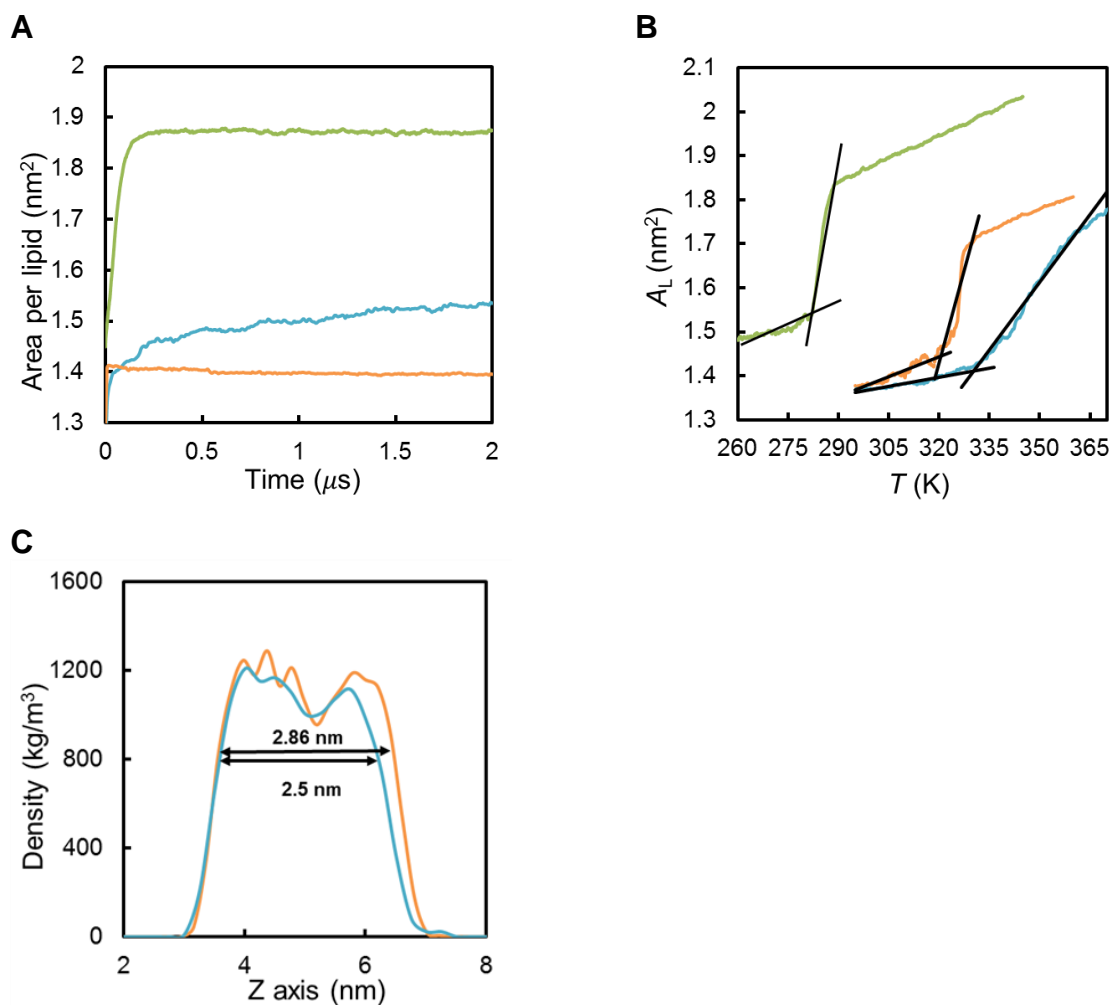 A
2
1.9
1.8
1.7
1.6
1.5
1.4
1.3
Area per lipid (nm²)
0 0.5 1 1.5 2
Time (μs)
B
2.1
2
1.9
1.8
1.7
1.6
1.5
1.4
1.3
A_L (nm²)
260 275 290 305 320 335 350 365
T (K)
C
1600
1200
800
400
0
Density (kg/m³)
2.86 nm
2.5 nm
2 4 6 8
Z axis (nm)